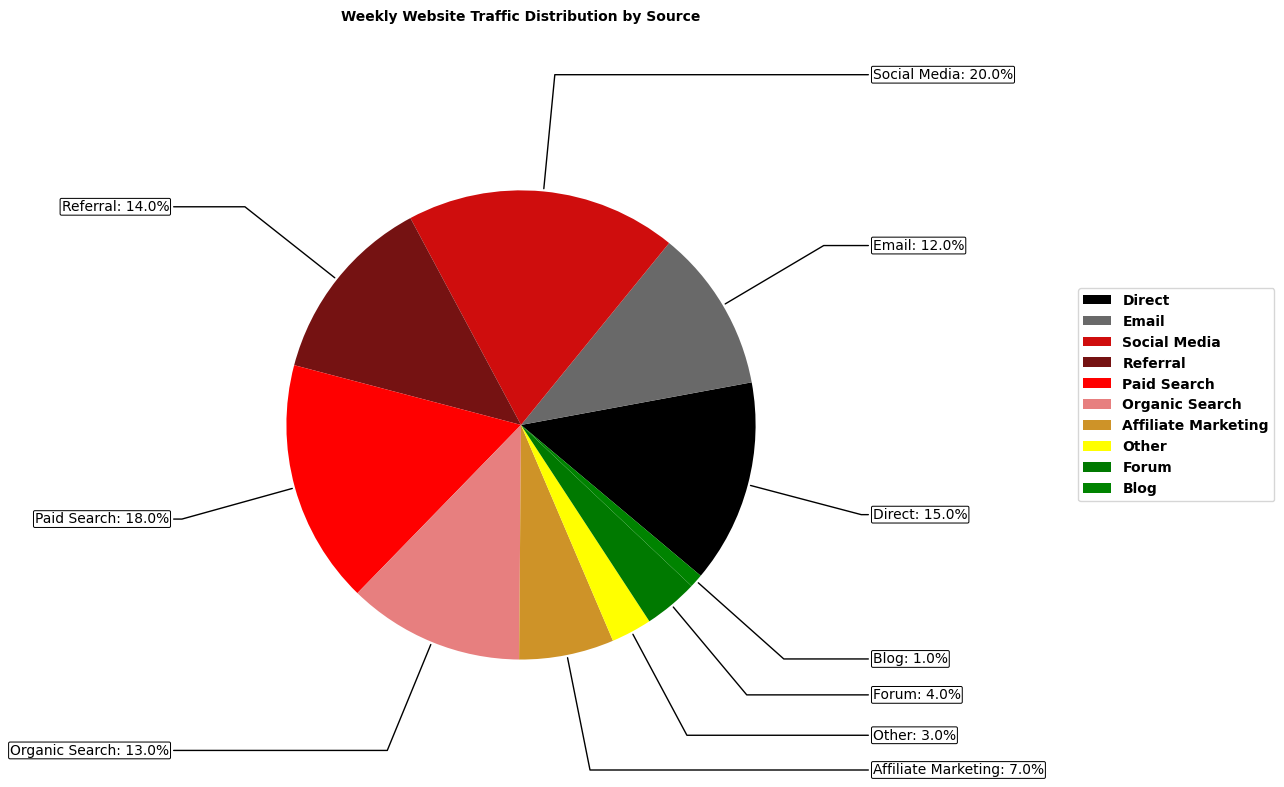 Weekly Website Traffic Distribution by Source
Social Media: 20.0%
Referral: 14.0%
Email: 12.0%
Paid Search: 18.0%
Direct: 15.0%
Blog: 1.0%
Forum: 4.0%
Other: 3.0%
Organic Search: 13.0%
Affiliate Marketing: 7.0%
Direct
Email
Social Media
Referral
Paid Search
Organic Search
Affiliate Marketing
Other
Forum
Blog